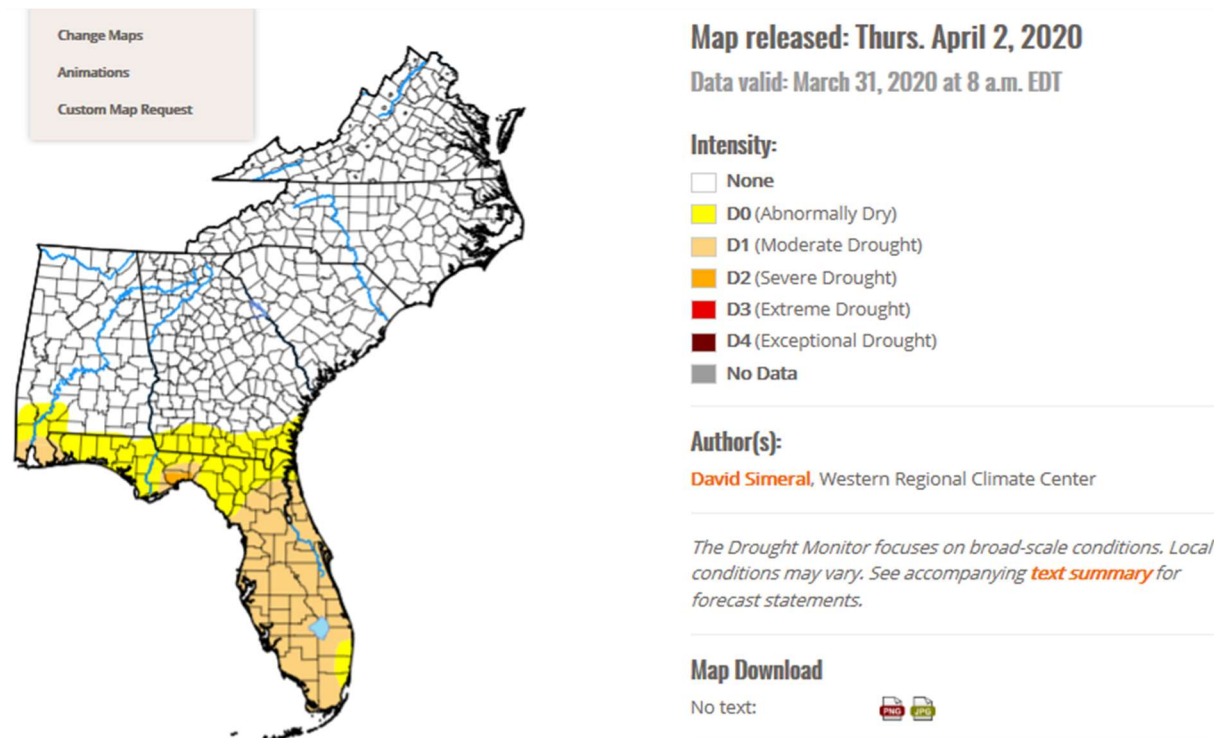 Change Maps
Animations
Custom Map Request
Map released: Thurs. April 2, 2020
Data valid: March 31, 2020 at 8 a.m. EDT
Intensity:
None
D0 (Abnormally Dry)
D1 (Moderate Drought)
D2 (Severe Drought)
D3 (Extreme Drought)
D4 (Exceptional Drought)
No Data
Author(s):
David Simeral, Western Regional Climate Center
The Drought Monitor focuses on broad-scale conditions. Local
conditions may vary. See accompanying text summary for
forecast statements.
Map Download
No text:
PNG JPG